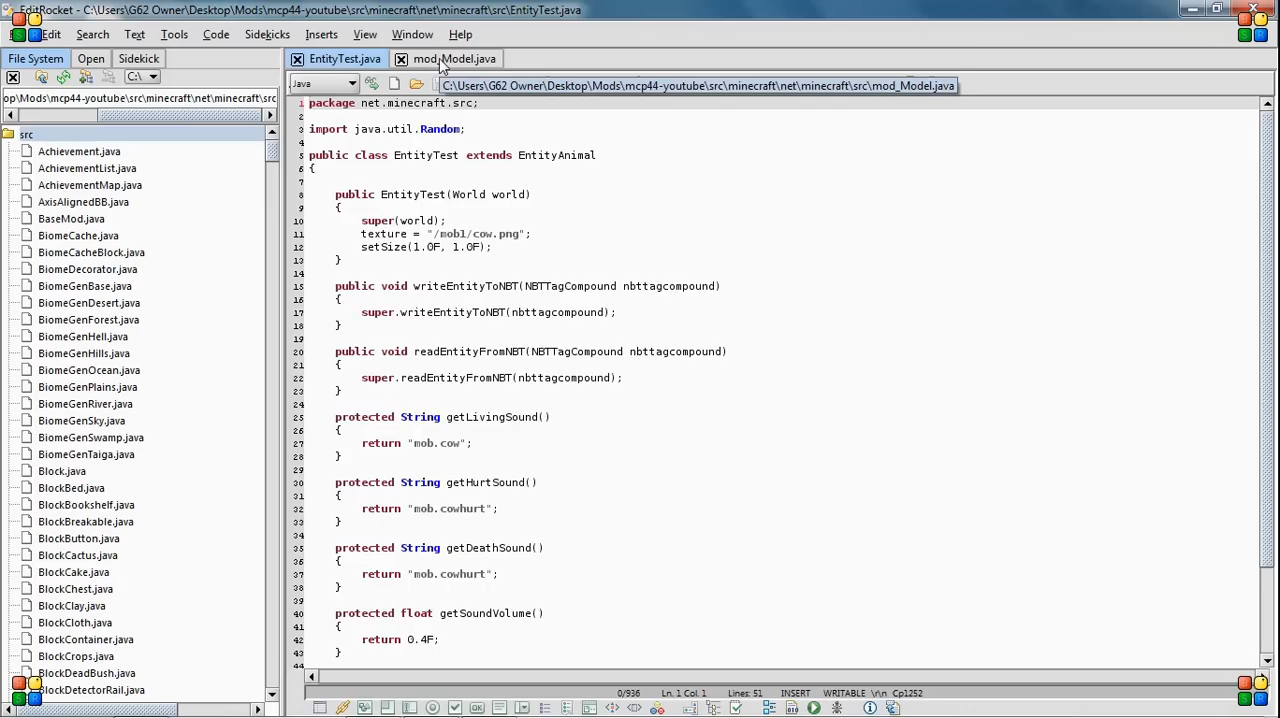 EditRocket - C:\Users\G62 Owner\Desktop\Mods\mcp44-youtube\src\minecraft\net\minecraft\src\EntityTest.java
Edit Search Text Tools Code Sidekicks Inserts View Window Help
File System Open Sidekick
EntityTest.java mod_Model.java
C:\
Java
C:\Users\G62 Owner\Desktop\Mods\mcp44-youtube\src\minecraft\net\minecraft\src\mod_Model.java
op\Mods\mcp44-youtube\src\minecraft\net\minecraft\src
src
Achievement.java
AchievementList.java
AchievementMap.java
AxisAlignedBB.java
BaseMod.java
BiomeCache.java
BiomeCacheBlock.java
BiomeDecorator.java
BiomeGenBase.java
BiomeGenDesert.java
BiomeGenForest.java
BiomeGenHell.java
BiomeGenHills.java
BiomeGenOcean.java
BiomeGenPlains.java
BiomeGenRiver.java
BiomeGenSky.java
BiomeGenSwamp.java
BiomeGenTaiga.java
Block.java
BlockBed.java
BlockBookshelf.java
BlockBreakable.java
BlockButton.java
BlockCactus.java
BlockCake.java
BlockChest.java
BlockClay.java
BlockCloth.java
BlockContainer.java
BlockCrops.java
BlockDeadBush.java
BlockDetectorRail.java
1 package net.minecraft.src;
2
3 import java.util.Random;
4
5 public class EntityTest extends EntityAnimal
6 {
7
8 public EntityTest(World world)
9 {
10 super(world);
11 texture = "/mob1/cow.png";
12 setSize(1.0F, 1.0F);
13 }
14
15 public void writeEntityToNBT(NBTTagCompound nbttagcompound)
16 {
17 super.writeEntityToNBT(nbttagcompound);
18 }
19
20 public void readEntityFromNBT(NBTTagCompound nbttagcompound)
21 {
22 super.readEntityFromNBT(nbttagcompound);
23 }
24
25 protected String getLivingSound()
26 {
27 return "mob.cow";
28 }
29
30 protected String getHurtSound()
31 {
32 return "mob.cowhurt";
33 }
34
35 protected String getDeathSound()
36 {
37 return "mob.cowhurt";
38 }
39
40 protected float getSoundVolume()
41 {
42 return 0.4F;
43 }
44
0/936 Ln. 1 Col. 1 Lines: 51 INSERT WRITABLE \r\n Cp1252